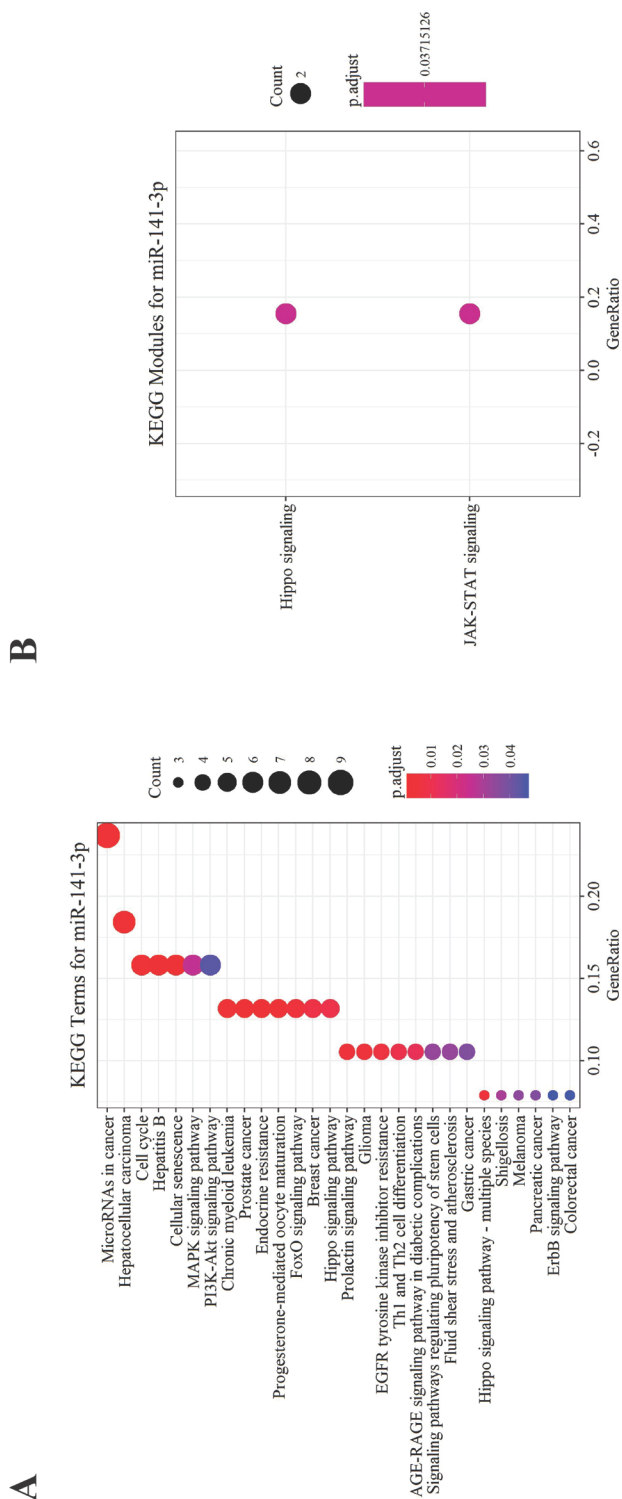 A
KEGG Terms for miR-141-3p
MicroRNAs in cancer
Hepatocellular carcinoma
Cell cycle
Hepatitis B
Cellular senescence
MAPK signaling pathway
PI3K-Akt signaling pathway
Chronic myeloid leukemia
Prostate cancer
Endocrine resistance
Progesterone-mediated oocyte maturation
FoxO signaling pathway
Breast cancer
Hippo signaling pathway
Prolactin signaling pathway
Glioma
EGFR tyrosine kinase inhibitor resistance
Th1 and Th2 cell differentiation
AGE-RAGE signaling pathway in diabetic complications
Signaling pathways regulating pluripotency of stem cells
Fluid shear stress and atherosclerosis
Gastric cancer
Hippo signaling pathway - multiple species
Shigellosis
Melanoma
Pancreatic cancer
ErbB signaling pathway
Colorectal cancer
0.10 0.15 0.20
GeneRatio
Count
3
4
5
6
7
8
9
p.adjust
0.01
0.02
0.03
0.04
B
KEGG Modules for miR-141-3p
Hippo signaling
JAK-STAT signaling
-0.2 0.0 0.2 0.4 0.6
GeneRatio
Count
2
p.adjust
0.03715126